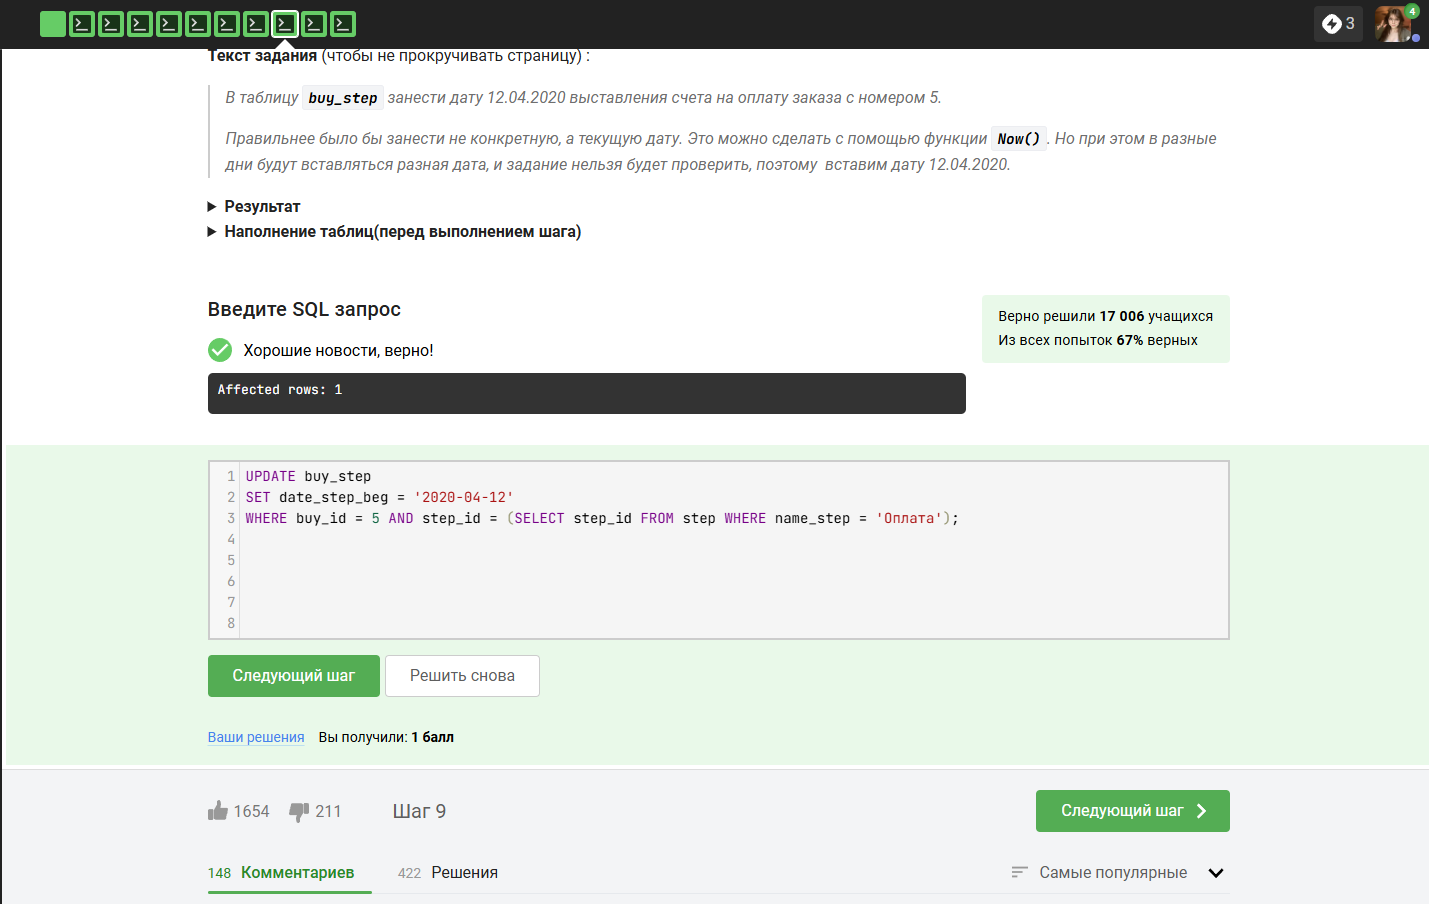 3
4
Текст задания (чтобы не прокручивать страницу) :
В таблицу buy_step занести дату 12.04.2020 выставления счета на оплату заказа с номером 5.
Правильнее было бы занести не конкретную, а текущую дату. Это можно сделать с помощью функции Now() . Но при этом в разные
дни будут вставляться разная дата, и задание нельзя будет проверить, поэтому вставим дату 12.04.2020.
Результат
Наполнение таблиц(перед выполнением шага)
Введите SQL запрос
Верно решили 17 006 учащихся
Из всех попыток 67% верных
Хорошие новости, верно!
Affected rows: 1
1 UPDATE buy_step
2 SET date_step_beg = '2020-04-12'
3 WHERE buy_id = 5 AND step_id = (SELECT step_id FROM step WHERE name_step = 'Оплата');
4
5
6
7
8
Следующий шаг Решить снова
Ваши решения Вы получили: 1 балл
1654 211 Шаг 9 Следующий шаг
148 Комментариев 422 Решения Самые популярные